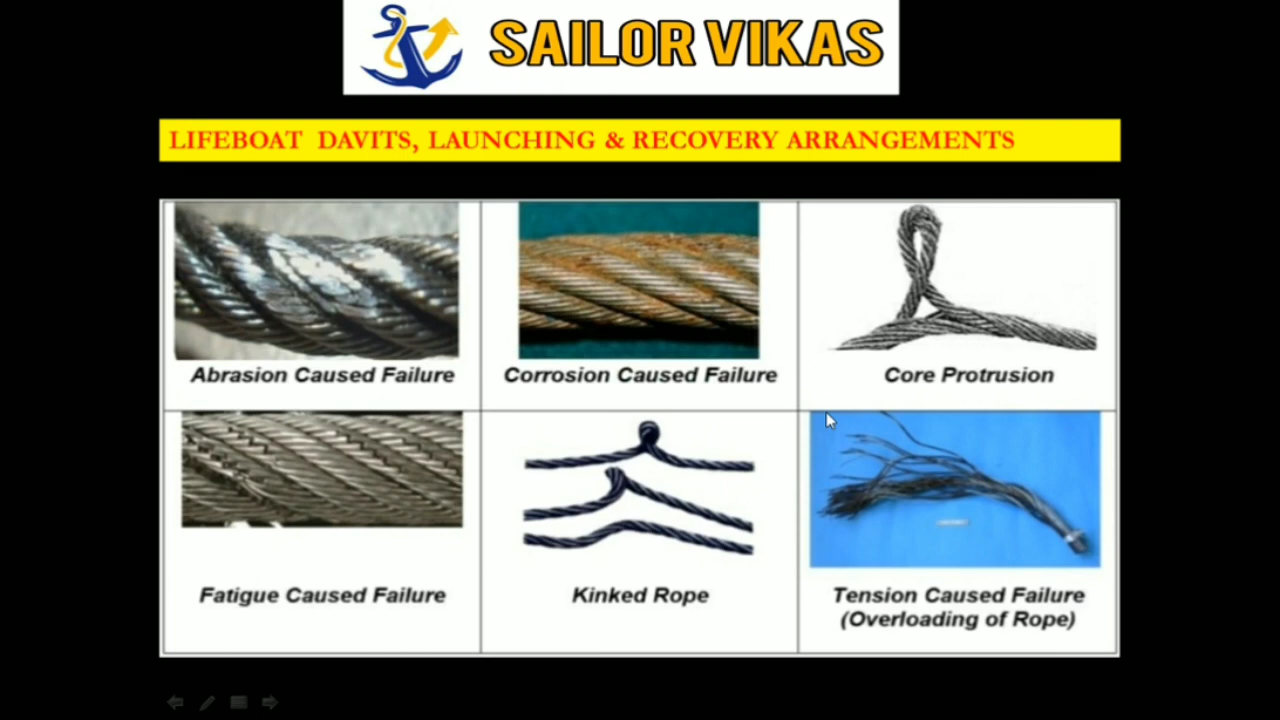 SAILOR VIKAS
LIFEBOAT DAVITS, LAUNCHING & RECOVERY ARRANGEMENTS
Abrasion Caused Failure
Corrosion Caused Failure
Core Protrusion
Fatigue Caused Failure
Kinked Rope
Tension Caused Failure
(Overloading of Rope)